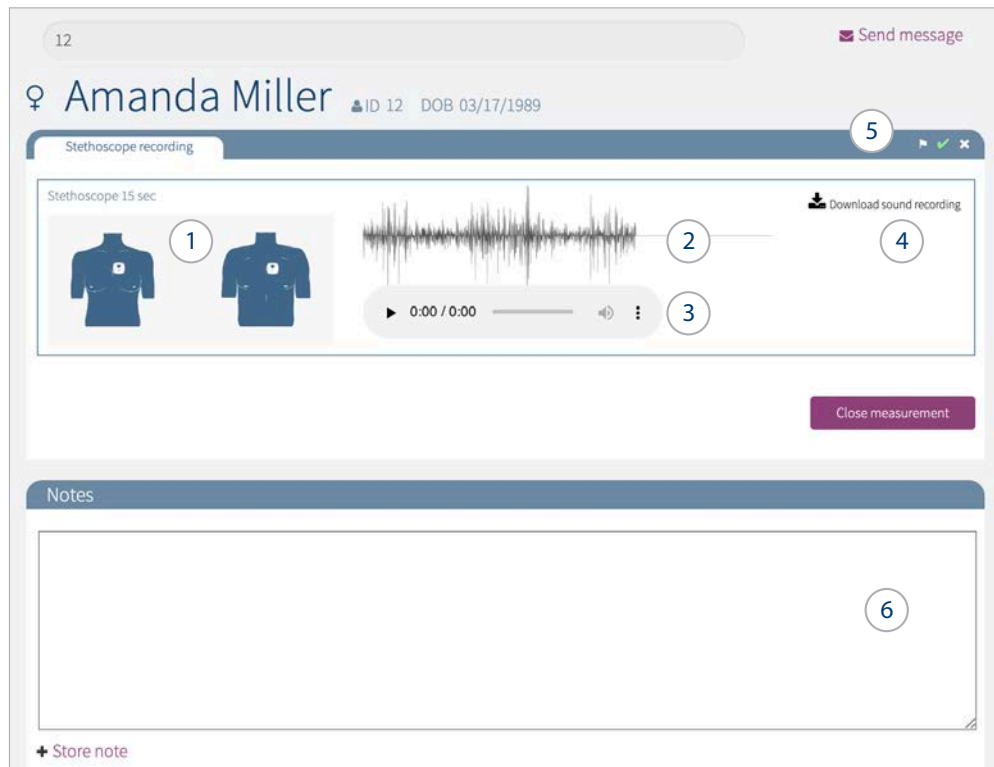 12
Send message
Amanda Miller ID 12 DOB 03/17/1989
5
Stethoscope recording
Stethoscope 15 sec
Download sound recording
1
2
4
0:00 / 0:00
3
Close measurement
Notes
6
Store note